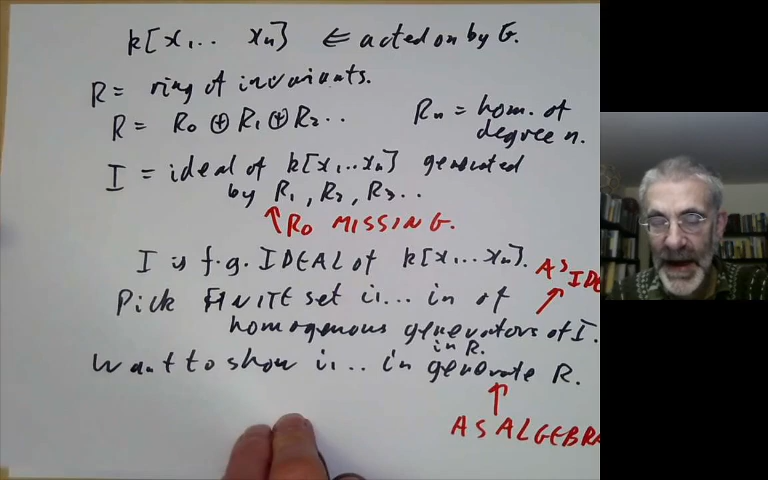 k[x₁... xₙ] ⇐ acted on by G.
R = ring of invariants.
R = R₀ ⊕ R₁ ⊕ R₂ .. Rₙ = hom. of
degree n.
I = ideal of k[x₁..xₙ] generated
by R₁, R₂, R₃ ..
↑ R₀ MISSING.
I is f.g. IDEAL of k[x₁...xₙ]. AS IDE
Pick FINITE set i₁... iₙ of
homogenous generators of I.
in R.
Want to show i₁... iₙ generate R.
AS ALGEBRA